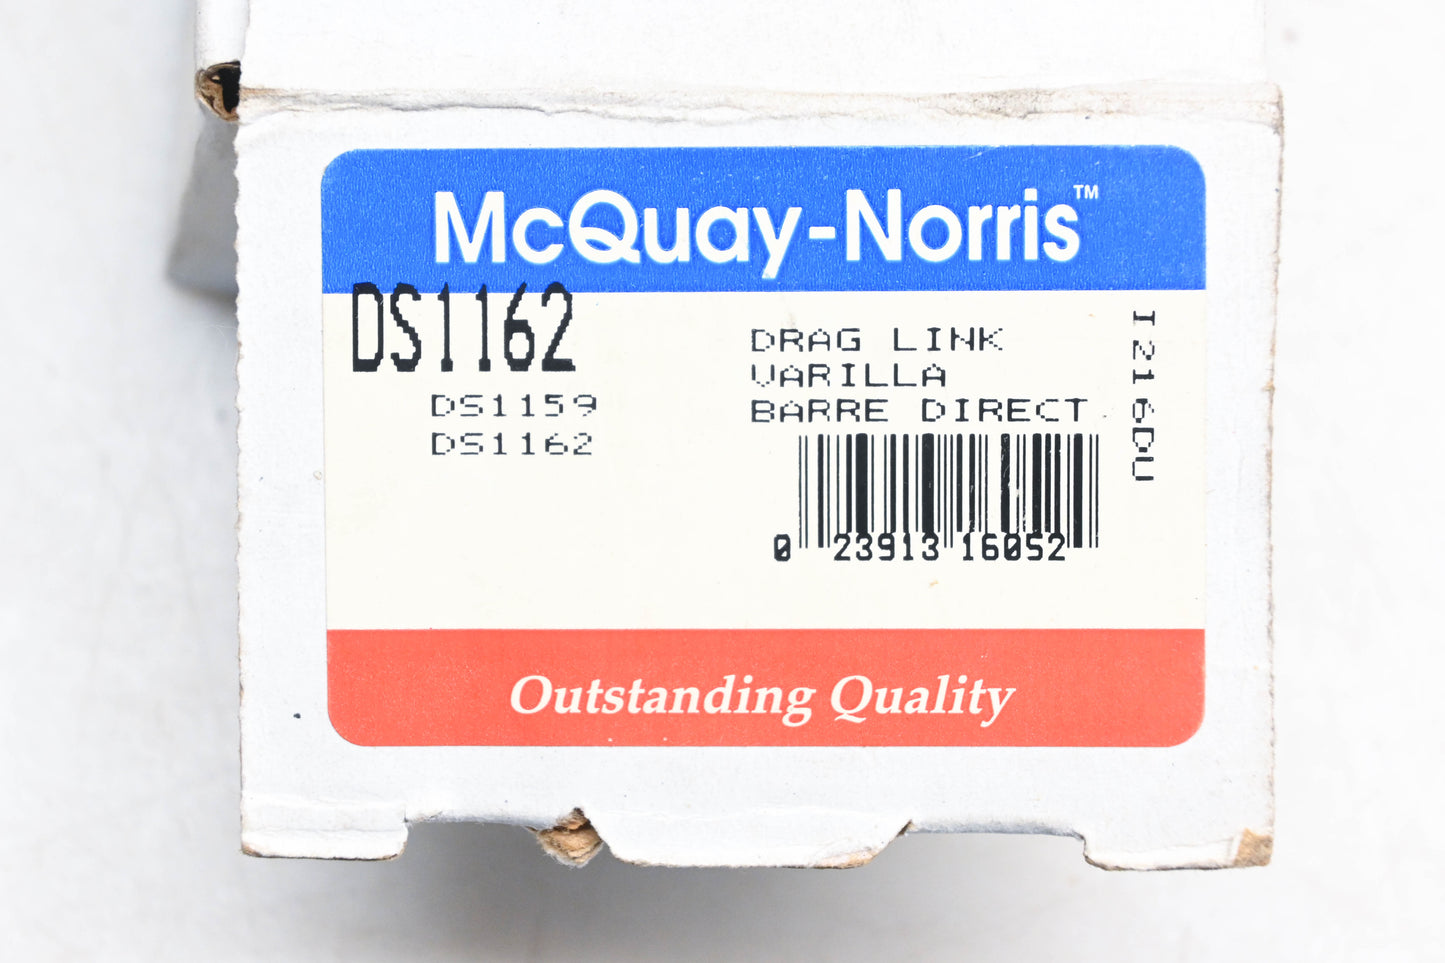 McQuay-Norris™
DS1162
DS1159
DS1162
DRAG LINK
VARILLA
BARRE DIRECT
I216DU
0 23913 16052
Outstanding Quality